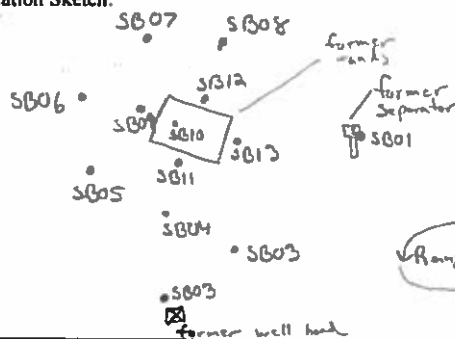 ation Sketch:
SB07
SB08
former
tanks
SB06
SB12
former
separator
SB09
SB10
SB01
SB13
SB11
SB05
SB04
SB03
SB03
former well head